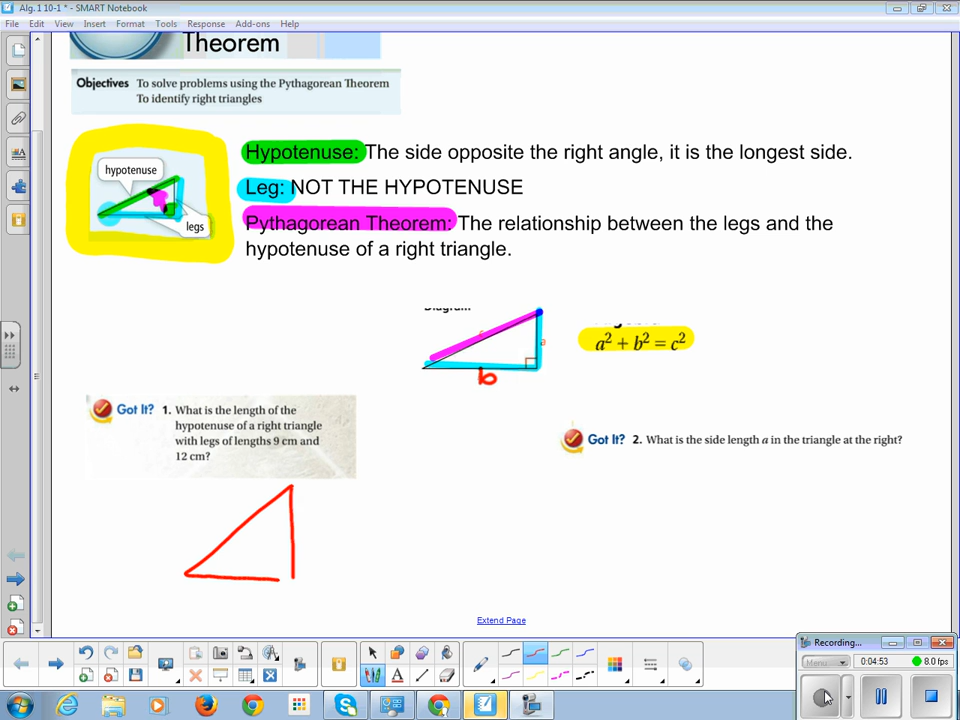 Alg.1 10-1 * - SMART Notebook
File Edit View Insert Format Tools Response Add-ons Help
Theorem
Objectives To solve problems using the Pythagorean Theorem
To identify right triangles
hypotenuse
legs
Hypotenuse: The side opposite the right angle, it is the longest side.
Leg: NOT THE HYPOTENUSE
Pythagorean Theorem: The relationship between the legs and the
hypotenuse of a right triangle.
Diagram
a
b
a² + b² = c²
Got It? 1. What is the length of the
hypotenuse of a right triangle
with legs of lengths 9 cm and
12 cm?
Got It? 2. What is the side length a in the triangle at the right?
Extend Page
Recording...
Menu 0:04:53 8.0 fps